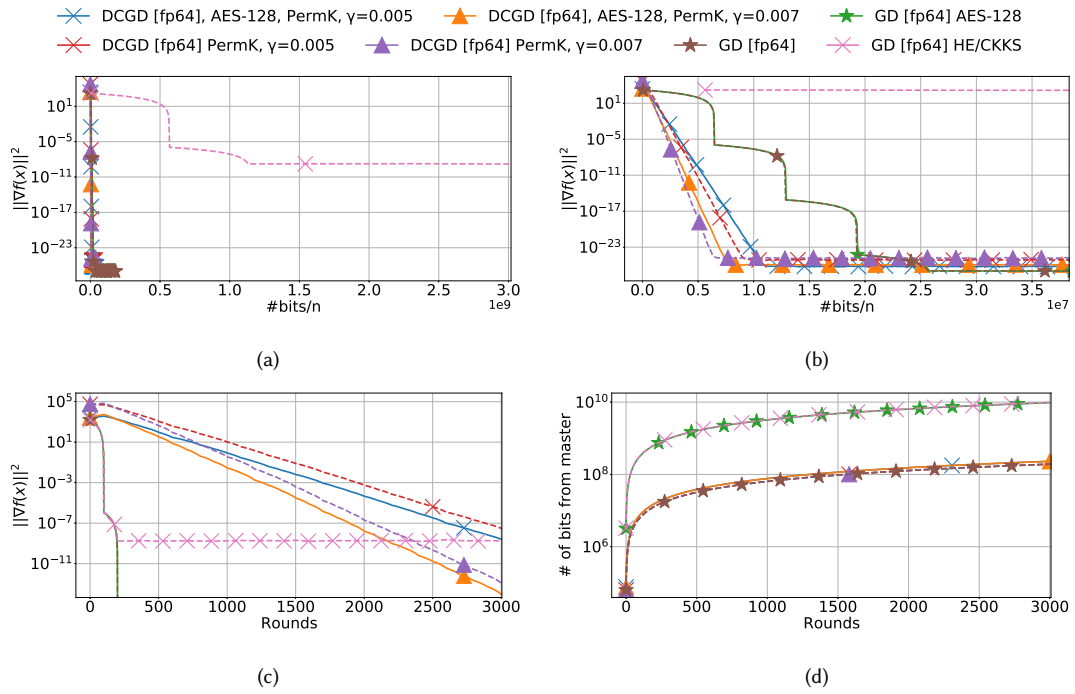 DCGD [fp64], AES-128, PermK, γ=0.005 DCGD [fp64], AES-128, PermK, γ=0.007 GD [fp64] AES-128
DCGD [fp64] PermK, γ=0.005 DCGD [fp64] PermK, γ=0.007 GD [fp64] GD [fp64] HE/CKKS
||∇f(x)||²
10¹
10⁻⁵
10⁻¹¹
10⁻¹⁷
10⁻²³
0.0 0.5 1.0 1.5 2.0 2.5 3.0
#bits/n
1e9
(a)
||∇f(x)||²
10¹
10⁻⁵
10⁻¹¹
10⁻¹⁷
10⁻²³
0.0 0.5 1.0 1.5 2.0 2.5 3.0 3.5
#bits/n
1e7
(b)
||∇f(x)||²
10⁵
10¹
10⁻³
10⁻⁷
10⁻¹¹
0 500 1000 1500 2000 2500 3000
Rounds
(c)
# of bits from master
10¹⁰
10⁸
10⁶
0 500 1000 1500 2000 2500 3000
Rounds
(d)